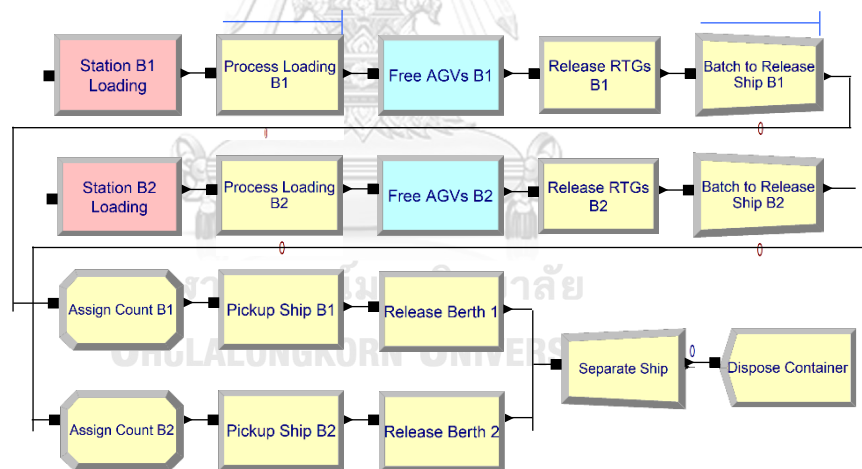 Station B1
Loading
Process Loading
B1
Free AGVs B1
Release RTGs
B1
Batch to Release
Ship B1
0
0
Station B2
Loading
Process Loading
B2
Free AGVs B2
Release RTGs
B2
Batch to Release
Ship B2
0
0
Assign Count B1
Pickup Ship B1
Release Berth 1
Separate Ship
0
Dispose Container
Assign Count B2
Pickup Ship B2
Release Berth 2